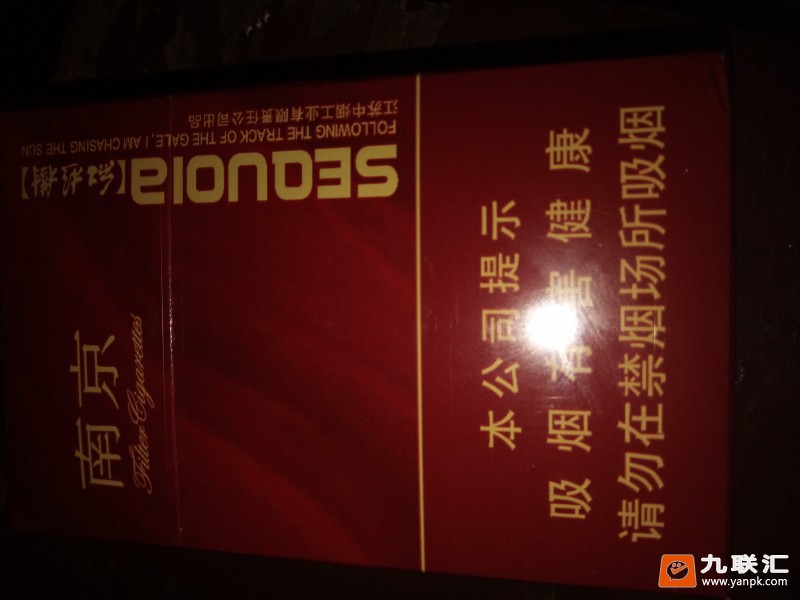 南京
Filter Cigarettes
SEQUOIA【红杉树】
FOLLOWING THE TRACK OF THE GALE, I AM CHASING THE SUN
江苏中烟工业有限责任公司出品
本公司提示
吸烟有害健康
请勿在禁烟场所吸烟
九联汇
www.yanpk.com